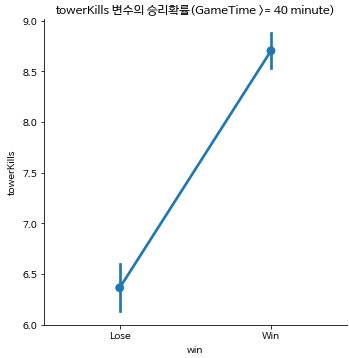 towerKills 변수의 승리확률(GameTime >= 40 minute)
9.0
8.5
8.0
7.5
7.0
6.5
6.0
towerKills
Lose
Win
win